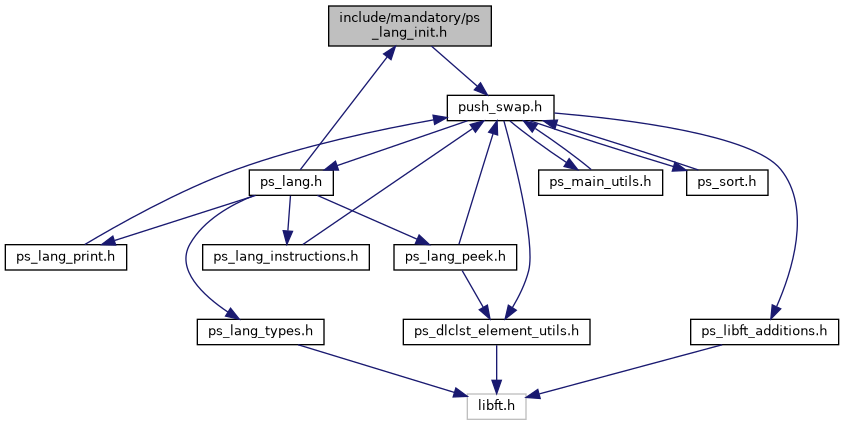 include/mandatory/ps
_lang_init.h
push_swap.h
ps_lang.h
ps_main_utils.h
ps_sort.h
ps_lang_print.h
ps_lang_instructions.h
ps_lang_peek.h
ps_lang_types.h
ps_dlclst_element_utils.h
ps_libft_additions.h
libft.h